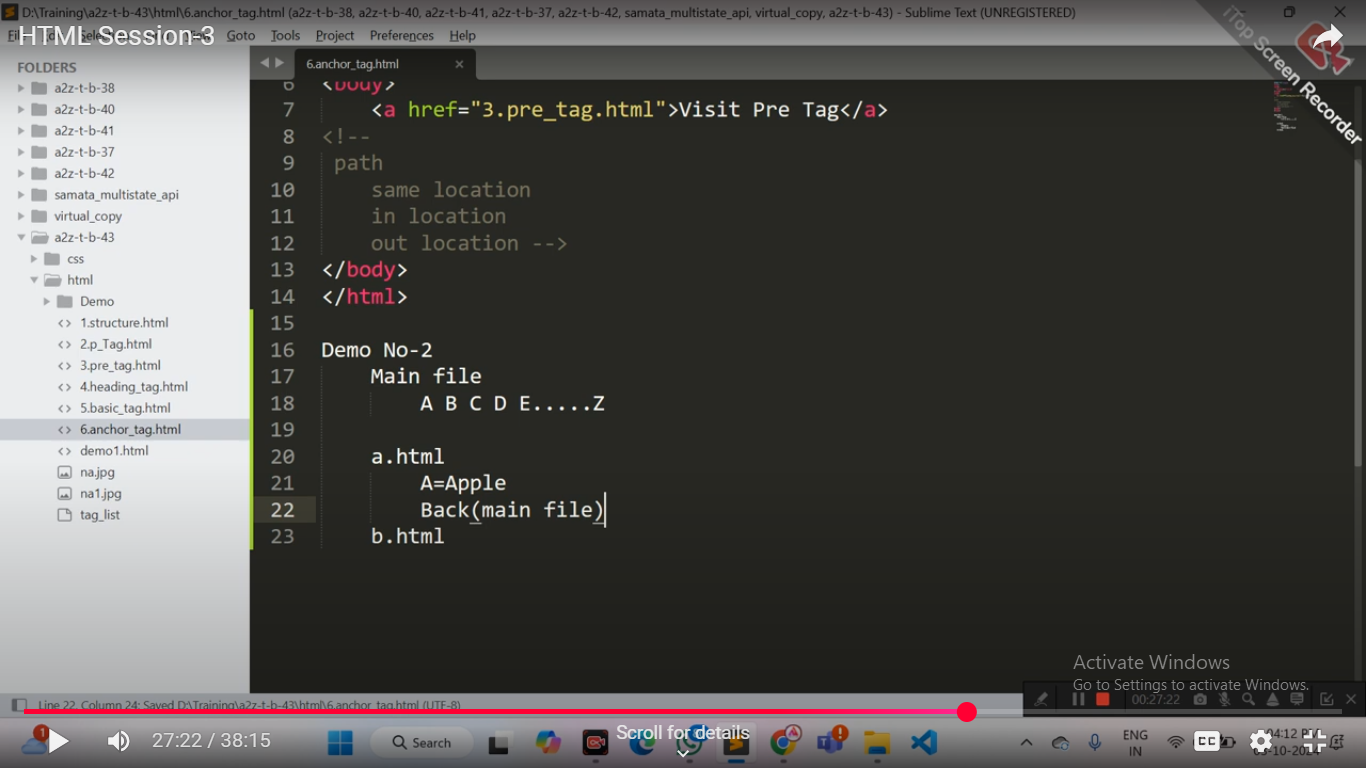 D:\Training\a2z-t-b-43\html\6.anchor_tag.html (a2z-t-b-38, a2z-t-b-40, a2z-t-b-41, a2z-t-b-37, a2z-t-b-42, samata_multistate_api, virtual_copy, a2z-t-b-43) - Sublime Text (UNREGISTERED)
HTML Session-3
Goto Tools Project Preferences Help
iTop Screen Recorder
FOLDERS
a2z-t-b-38
a2z-t-b-40
a2z-t-b-41
a2z-t-b-37
a2z-t-b-42
samata_multistate_api
virtual_copy
a2z-t-b-43
css
html
Demo
1.structure.html
2.p_Tag.html
3.pre_tag.html
4.heading_tag.html
5.basic_tag.html
6.anchor_tag.html
demo1.html
na.jpg
na1.jpg
tag_list
6.anchor_tag.html
6 <body>
7 <a href="3.pre_tag.html">Visit Pre Tag</a>
8 <!--
9 path
10 same location
11 in location
12 out location -->
13 </body>
14 </html>
15
16 Demo No-2
17 Main file
18 A B C D E.....Z
19
20 a.html
21 A=Apple
22 Back(main file)
23 b.html
Activate Windows
Go to Settings to activate Windows.
00:27:22
Line 22, Column 24; Saved D:\Training\a2z-t-b-43\html\6.anchor_tag.html (UTF-8)
27:22 / 38:15
Scroll for details
Search
1
ENG
IN
CC